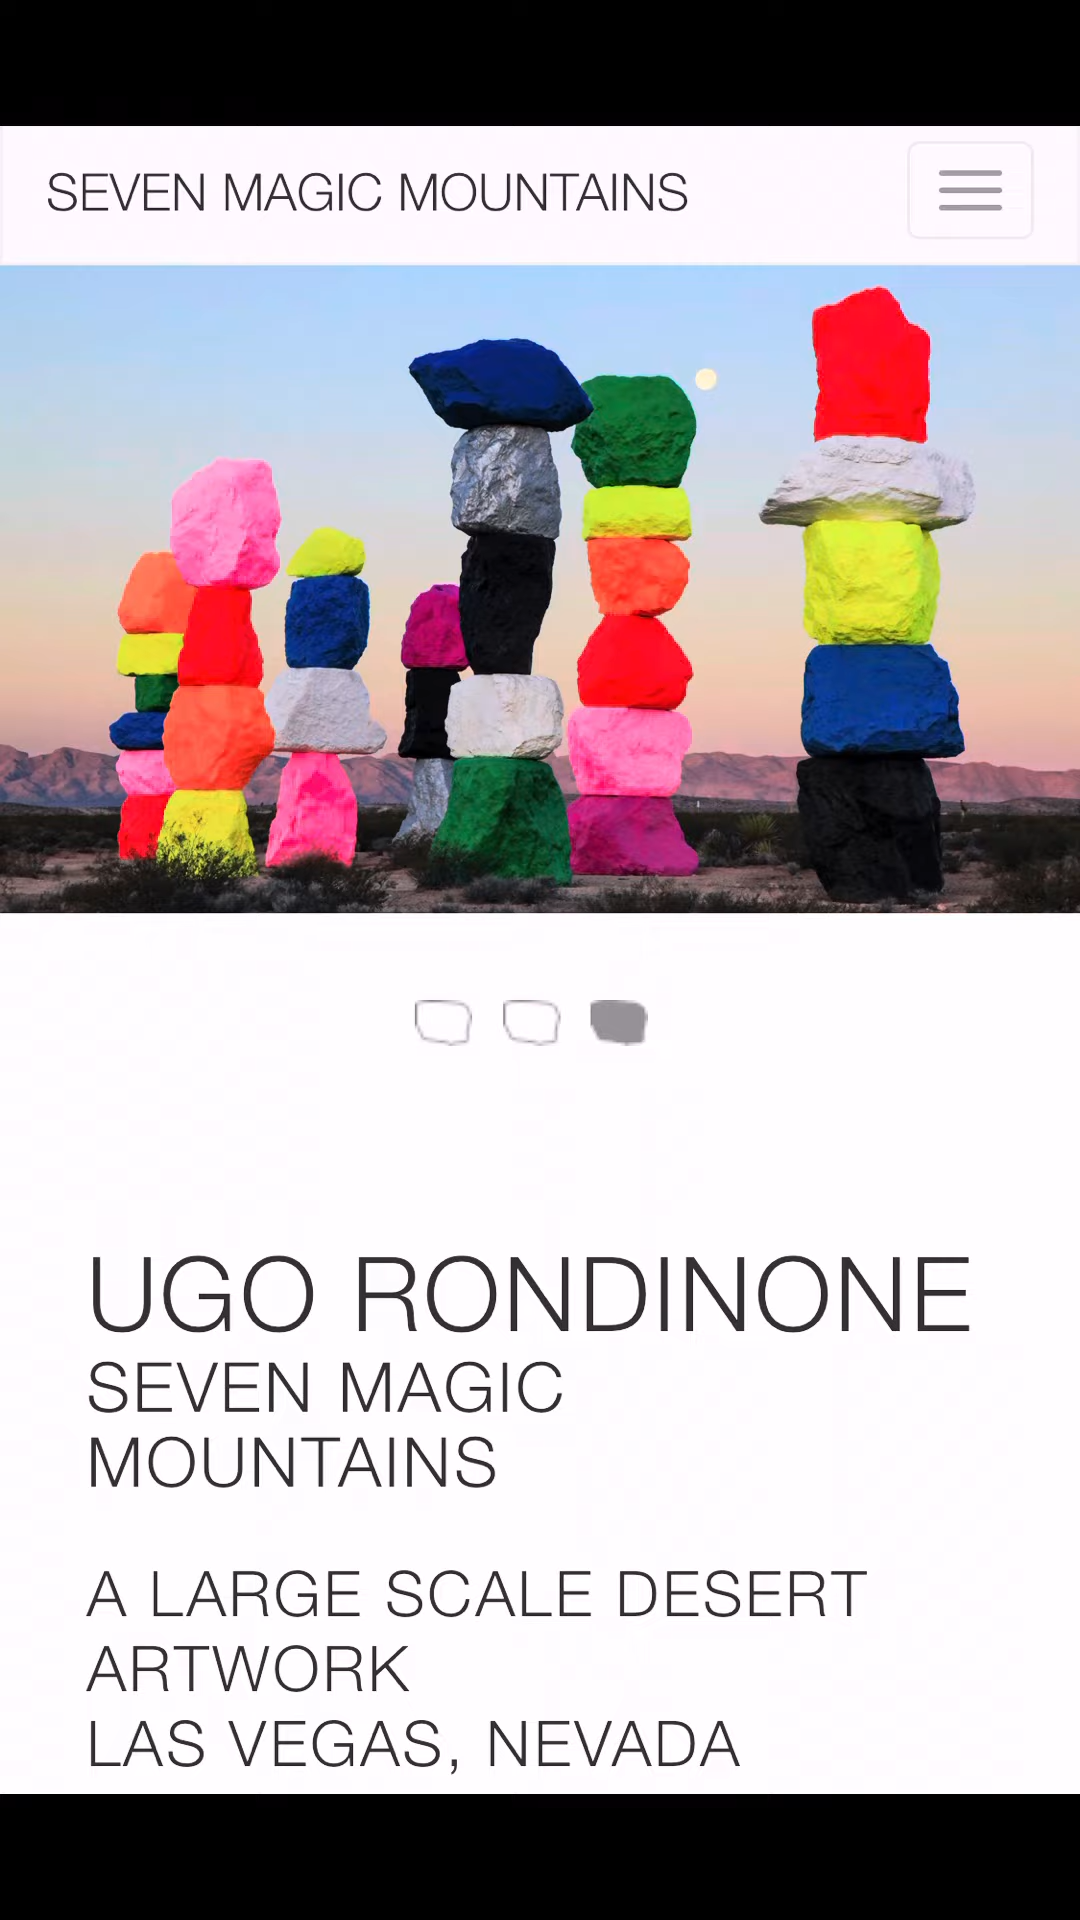 SEVEN MAGIC MOUNTAINS
UGO RONDINONE
SEVEN MAGIC
MOUNTAINS
A LARGE SCALE DESERT
ARTWORK
LAS VEGAS, NEVADA